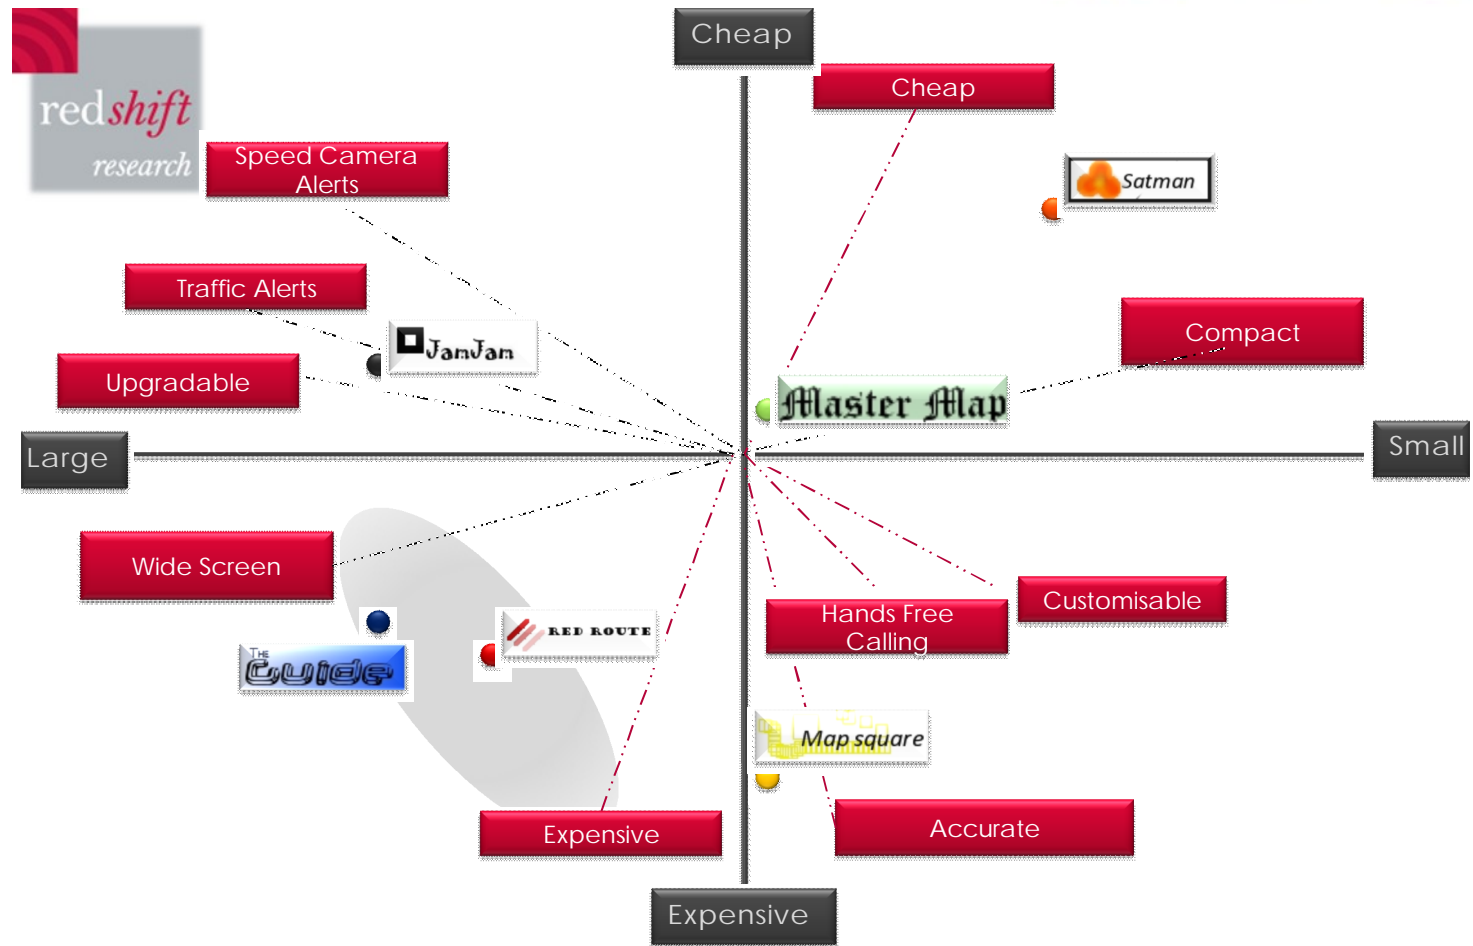 Cheap
Cheap
redshift
research
Speed Camera
Alerts
Satman
Traffic Alerts
Compact
JamJam
Upgradable
Master Map
Large
Small
Wide Screen
Customisable
Hands Free
Calling
RED ROUTE
THE
Guide
Map square
Expensive
Accurate
Expensive